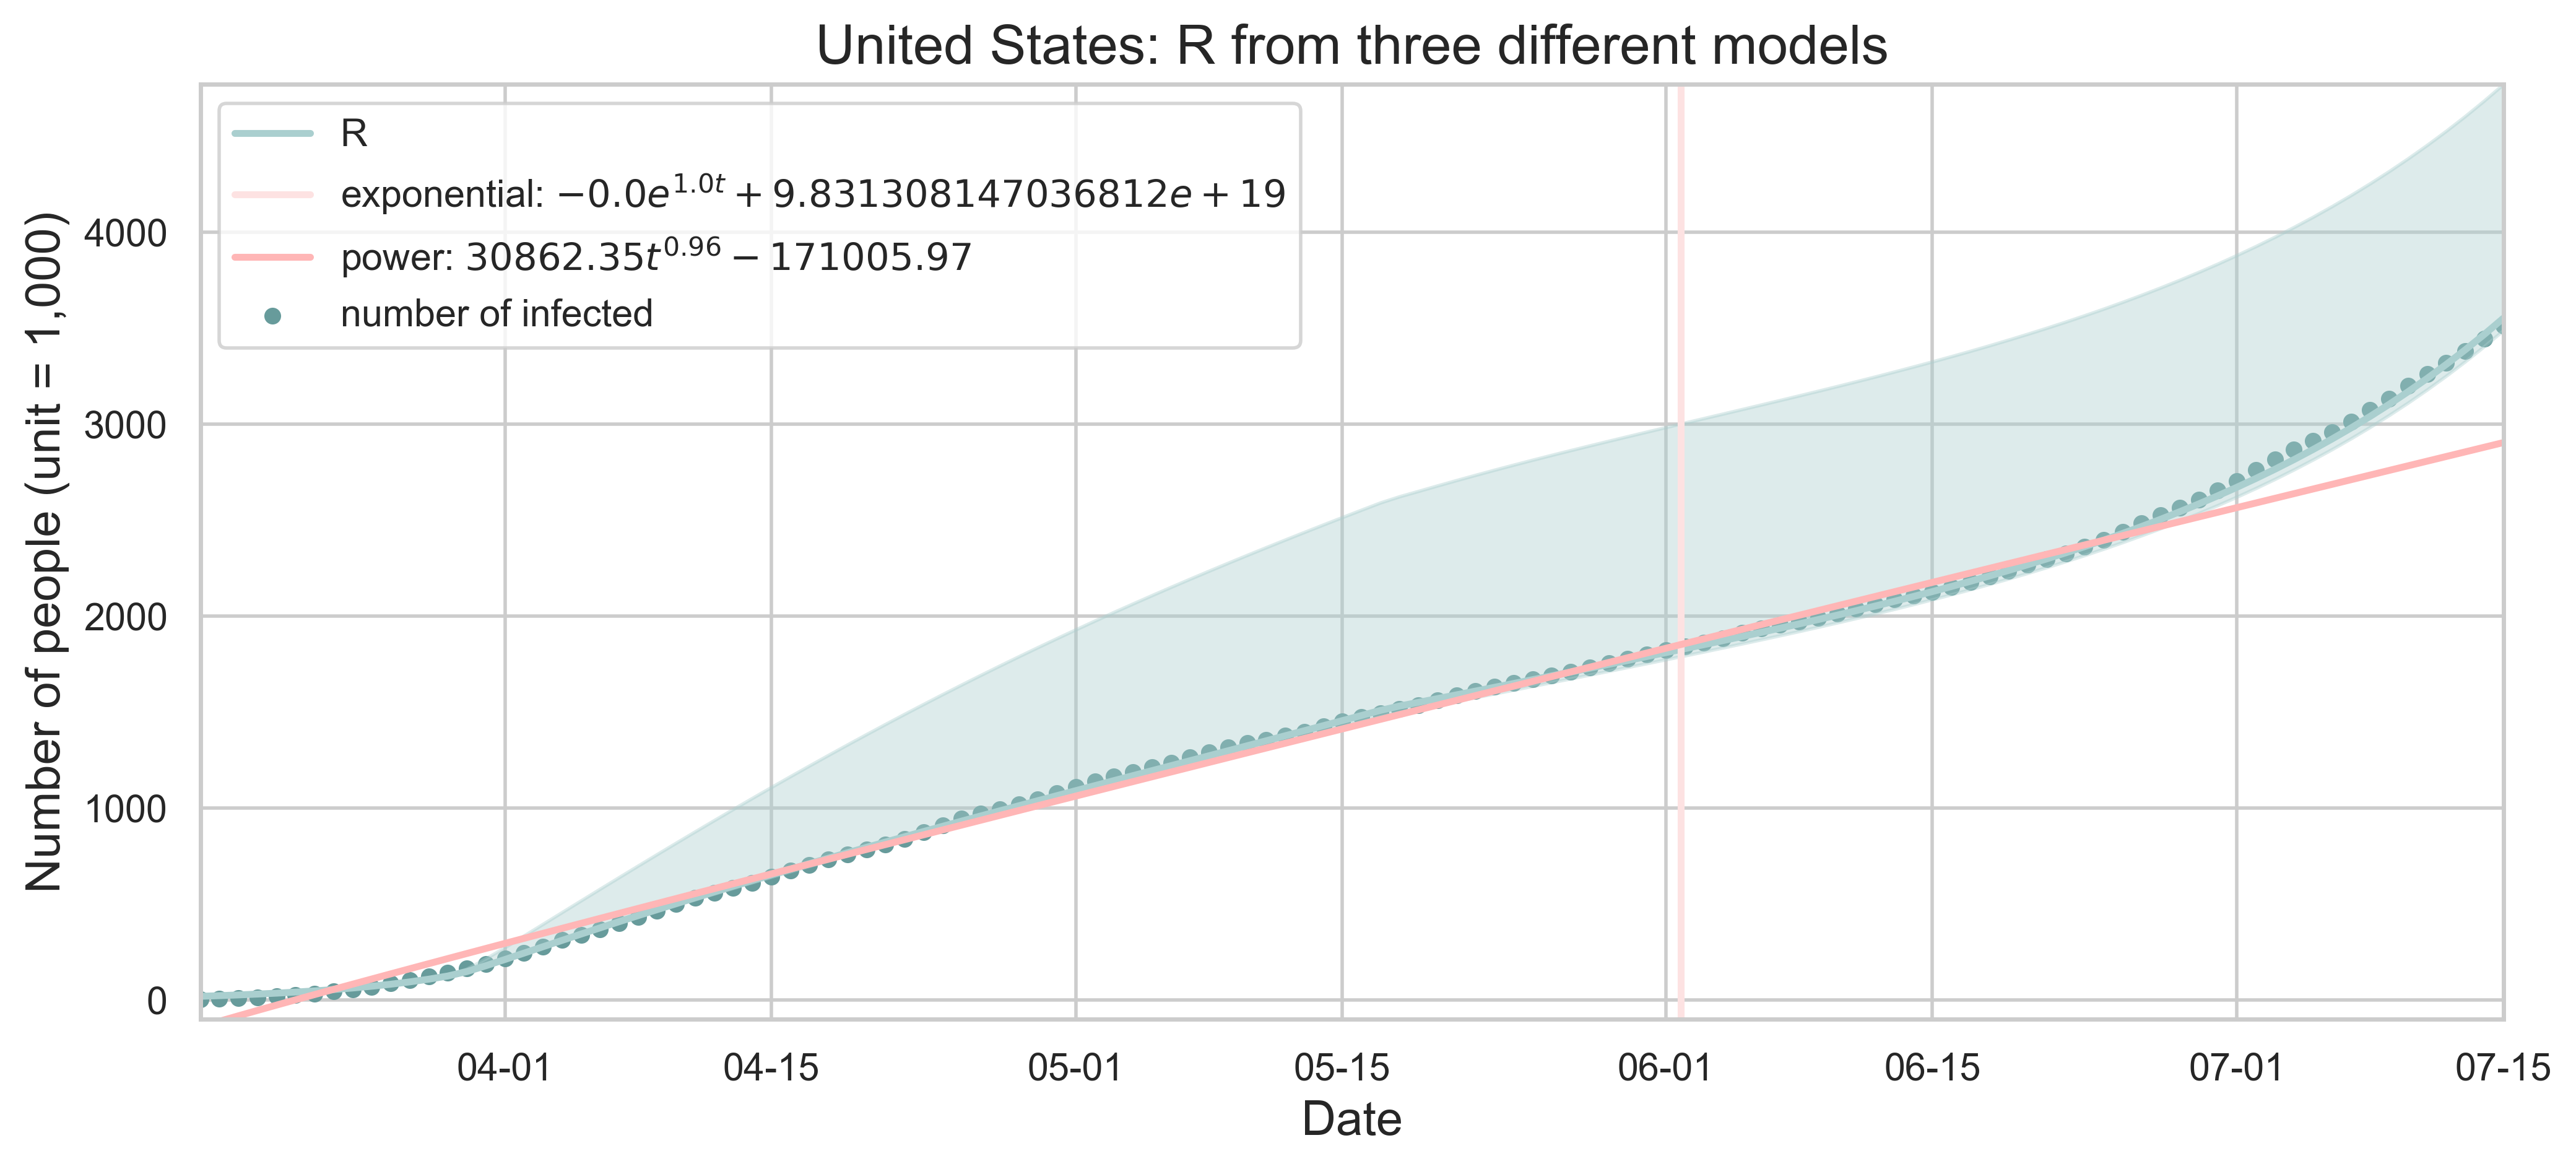 United States: R from three different models
R
exponential: −0.0e^{1.0t} + 9.831308147036812e + 19
power: 30862.35t^{0.96} − 171005.97
number of infected
Number of people (unit = 1,000)
4000
3000
2000
1000
0
04-01 04-15 05-01 05-15 06-01 06-15 07-01 07-15
Date